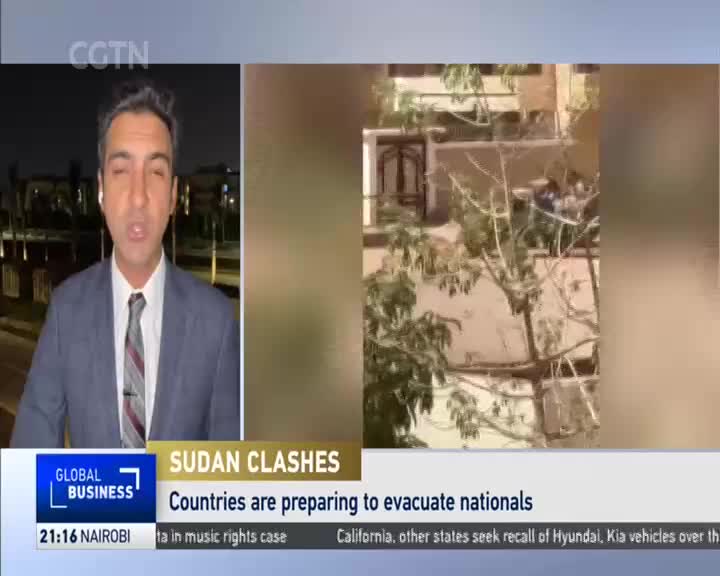 CGTN
SUDAN CLASHES
GLOBAL
BUSINESS
Countries are preparing to evacuate nationals
21:16 NAIROBI
ta in music rights case California, other states seek recall of Hyundai, Kia vehicles over th